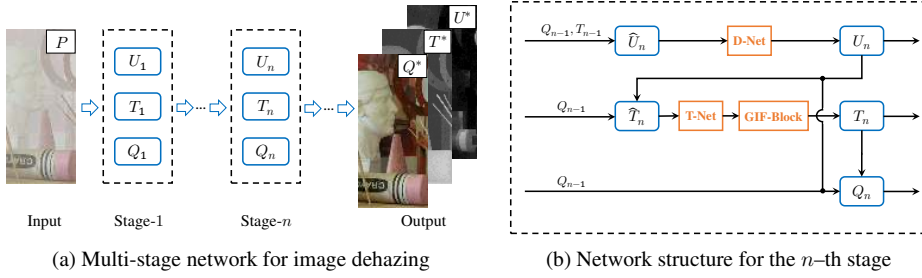 P
U₁
T₁
Q₁
...
Uₙ
Tₙ
Qₙ
...
U*
T*
Q*
CRAY
Input
Stage-1
Stage-n
Output
(a) Multi-stage network for image dehazing
Qₙ₋₁, Tₙ₋₁
Ûₙ
D-Net
Uₙ
Qₙ₋₁
T̂ₙ
T-Net
GIF-Block
Tₙ
Qₙ₋₁
Qₙ
(b) Network structure for the n–th stage